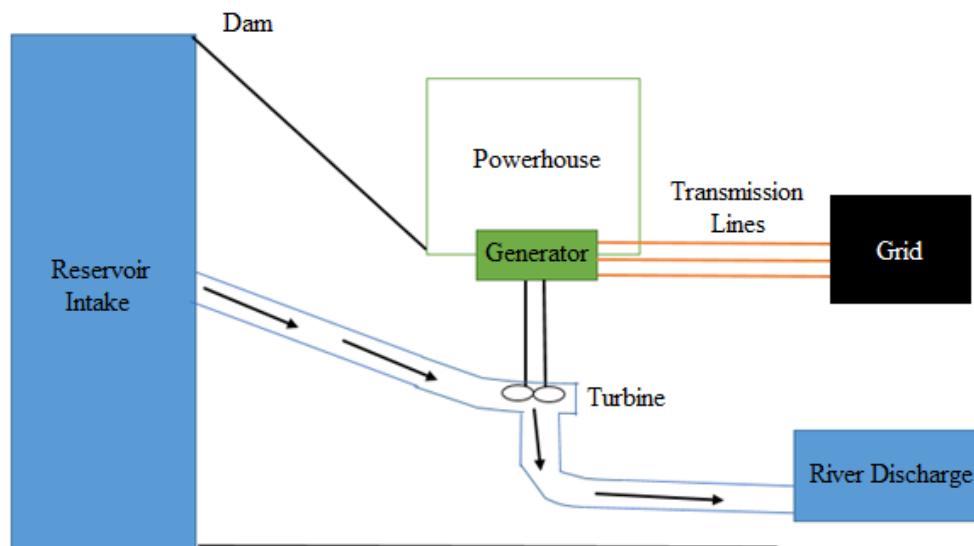 Dam
Powerhouse
Transmission
Lines
Generator
Grid
Reservoir
Intake
Turbine
River Discharge